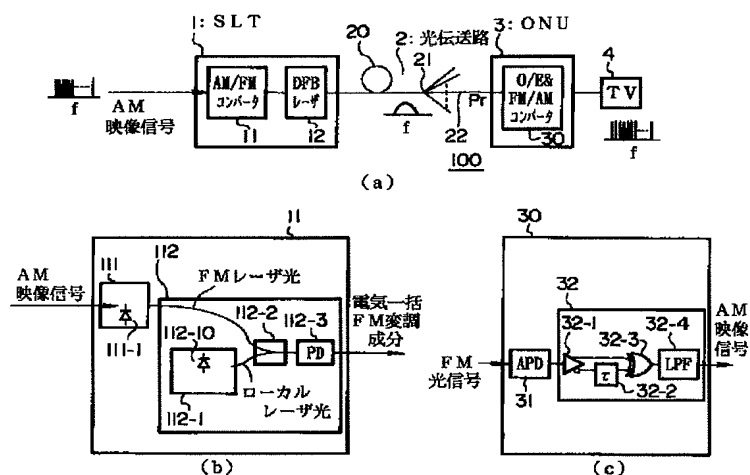 1:SLT
AM/FM
コンバータ
11
DFB
レーザ
12
f
AM
映像信号
20
2:光伝送路
21
f
22
Pr
100
3:ONU
O/E&
FM/AM
コンバータ
30
4
TV
f
(a)
11
AM
映像信号
111
111-1
112
FMレーザ光
112-10
112-1
112-2
112-3
PD
ローカル
レーザ光
電気一括
FM変調
成分
(b)
30
FM
光信号
APD
31
32
32-1
32-3
τ
32-2
32-4
LPF
AM
映像信号
(c)